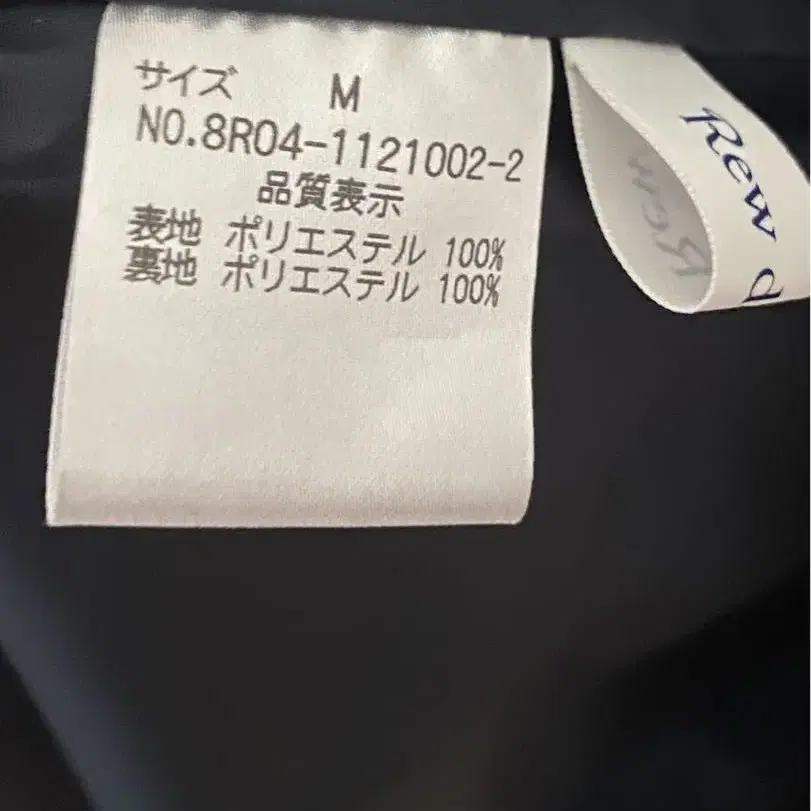 サイズ M
NO.8R04-1121002-2
品質表示
表地 ポリエステル 100%
裏地 ポリエステル 100%
Rew d